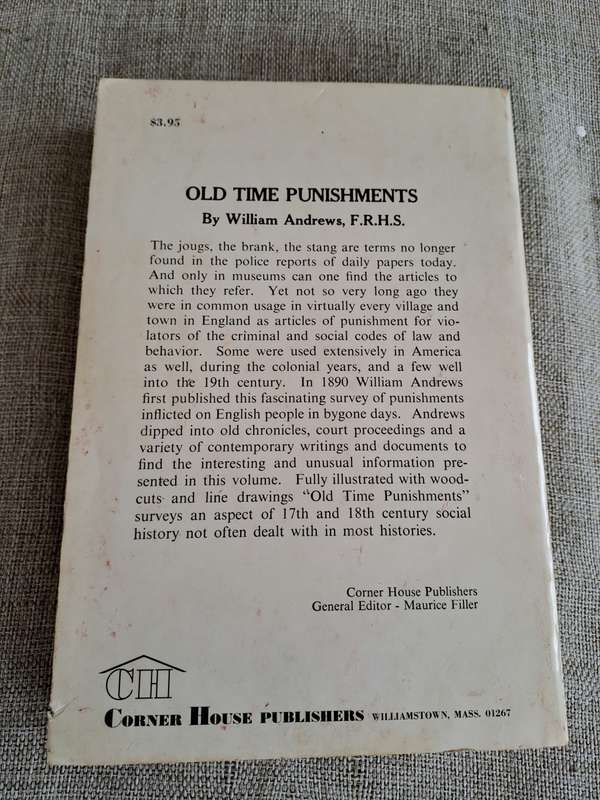 $3.95
OLD TIME PUNISHMENTS
By William Andrews, F.R.H.S.
The jougs, the brank, the stang are terms no longer
found in the police reports of daily papers today.
And only in museums can one find the articles to
which they refer. Yet not so very long ago they
were in common usage in virtually every village and
town in England as articles of punishment for vio-
lators of the criminal and social codes of law and
behavior. Some were used extensively in America
as well, during the colonial years, and a few well
into the 19th century. In 1890 William Andrews
first published this fascinating survey of punishments
inflicted on English people in bygone days. Andrews
dipped into old chronicles, court proceedings and a
variety of contemporary writings and documents to
find the interesting and unusual information pre-
sented in this volume. Fully illustrated with wood-
cuts and line drawings "Old Time Punishments"
surveys an aspect of 17th and 18th century social
history not often dealt with in most histories.
Corner House Publishers
General Editor - Maurice Filler
CH
CORNER HOUSE PUBLISHERS WILLIAMSTOWN, MASS. 01267